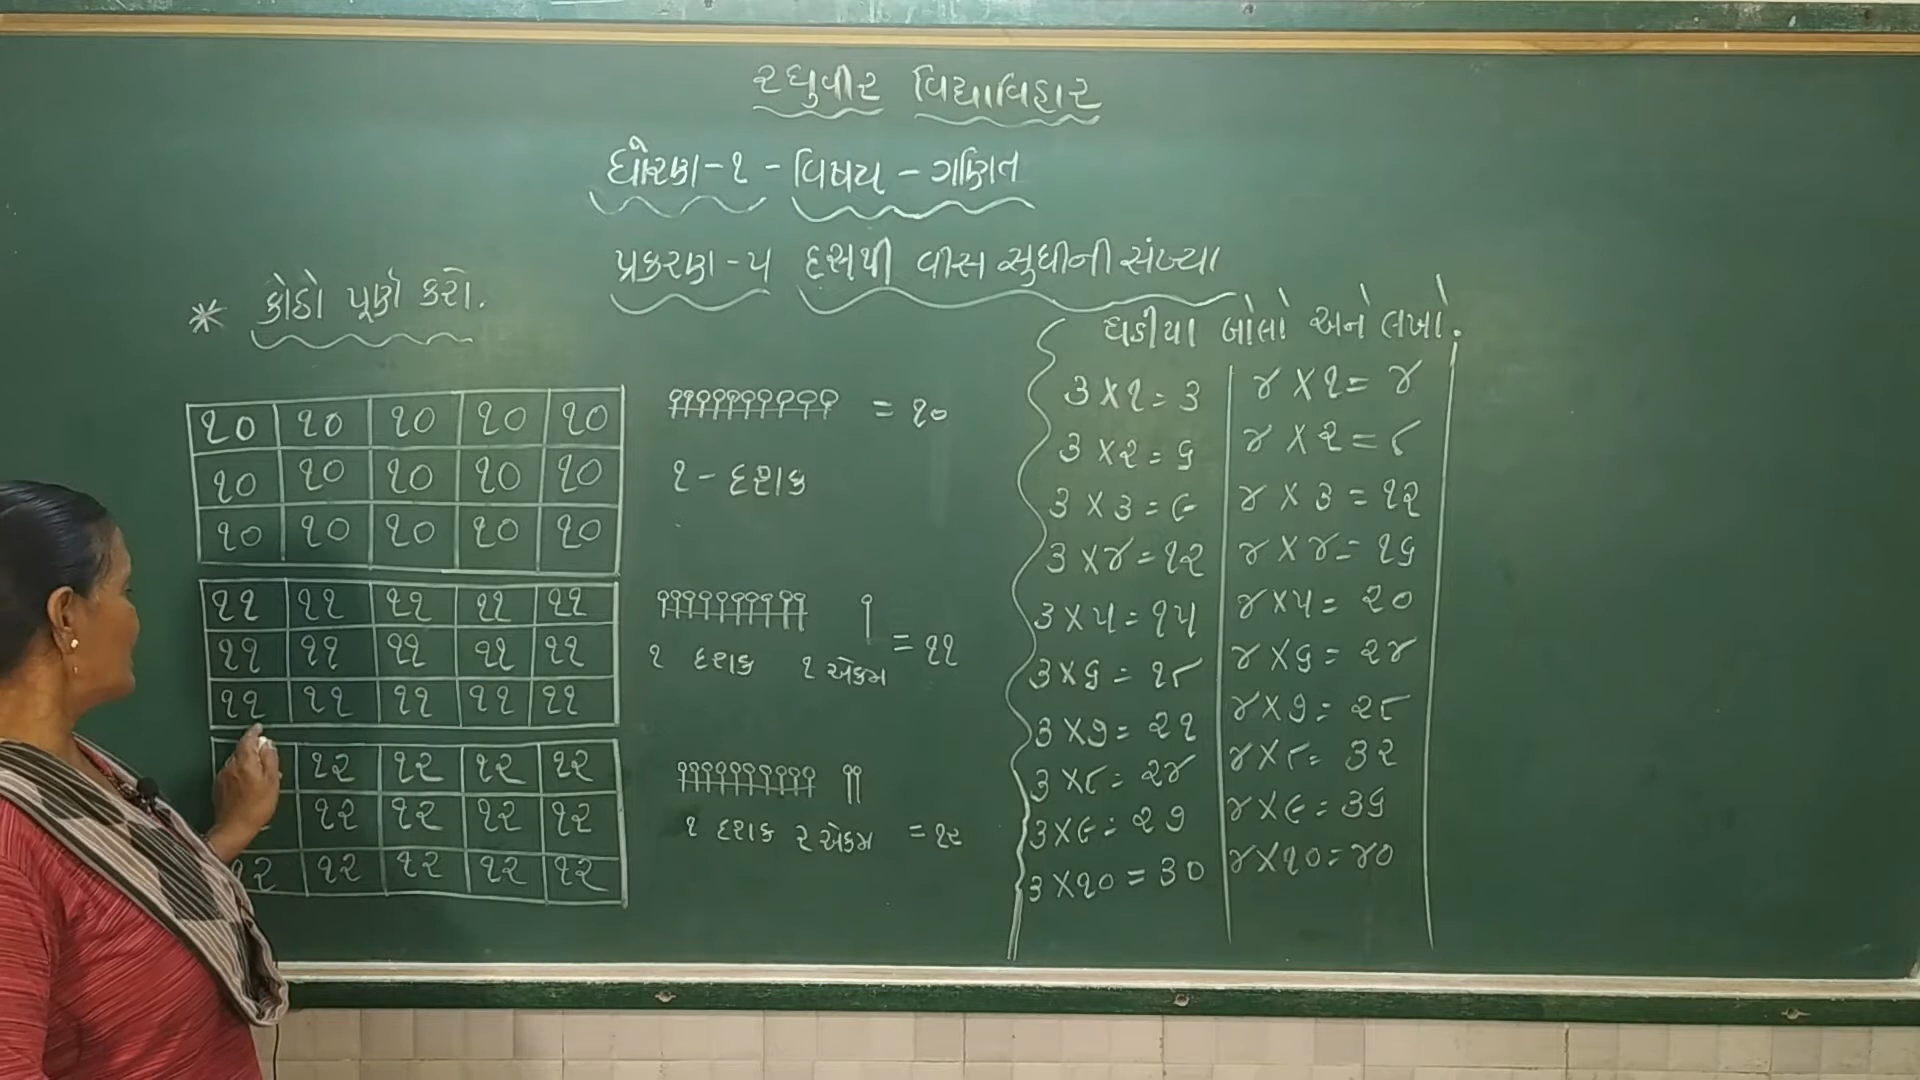 રઘુવીર વિદ્યાવિહાર
ધોરણ-૧ - વિષય - ગણિત
પ્રકરણ-૫ દસથી વીસ સુધીની સંખ્યા
* કોઠો પૂર્ણ કરો.
૧૦ ૧૦ ૧૦ ૧૦ ૧૦
૧૦ ૧૦ ૧૦ ૧૦ ૧૦
૧૦ ૧૦ ૧૦ ૧૦ ૧૦
૧૧ ૧૧ ૧૧ ૧૧ ૧૧
૧૧ ૧૧ ૧૧ ૧૧ ૧૧
૧૧ ૧૧ ૧૧ ૧૧ ૧૧
૧૨ ૧૨ ૧૨ ૧૨
૧૨ ૧૨ ૧૨ ૧૨
૧૨ ૧૨ ૧૨ ૧૨ ૧૨
= ૧૦
૧ - દશક
= ૧૧
૧ દશક ૧ એકમ
૧ દશક ૨ એકમ = ૧૨
ઘડીયા બોલો અને લખો.
૩ X ૧ = ૩
૩ X ૨ = ૬
૩ X ૩ = ૯
૩ X ૪ = ૧૨
૩ X ૫ = ૧૫
૩ X ૬ = ૧૮
૩ X ૭ = ૨૧
૩ X ૮ = ૨૪
૩ X ૯ = ૨૭
૩ X ૧૦ = ૩૦
૪ X ૧ = ૪
૪ X ૨ = ૮
૪ X ૩ = ૧૨
૪ X ૪ = ૧૬
૪ X ૫ = ૨૦
૪ X ૬ = ૨૪
૪ X ૭ = ૨૮
૪ X ૮ = ૩૨
૪ X ૯ = ૩૬
૪ X ૧૦ = ૪૦